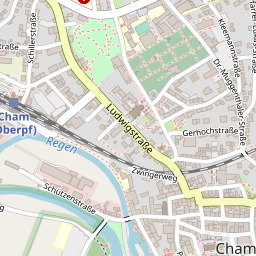 Schillerstraße
Kleemannstraße
Dr.-Muggenthaler-Straße
Ludwigstraße
Gerhochstraße
Cham
(Oberpf)
Regen
Zwingerweg
Schützenstraße
Cham